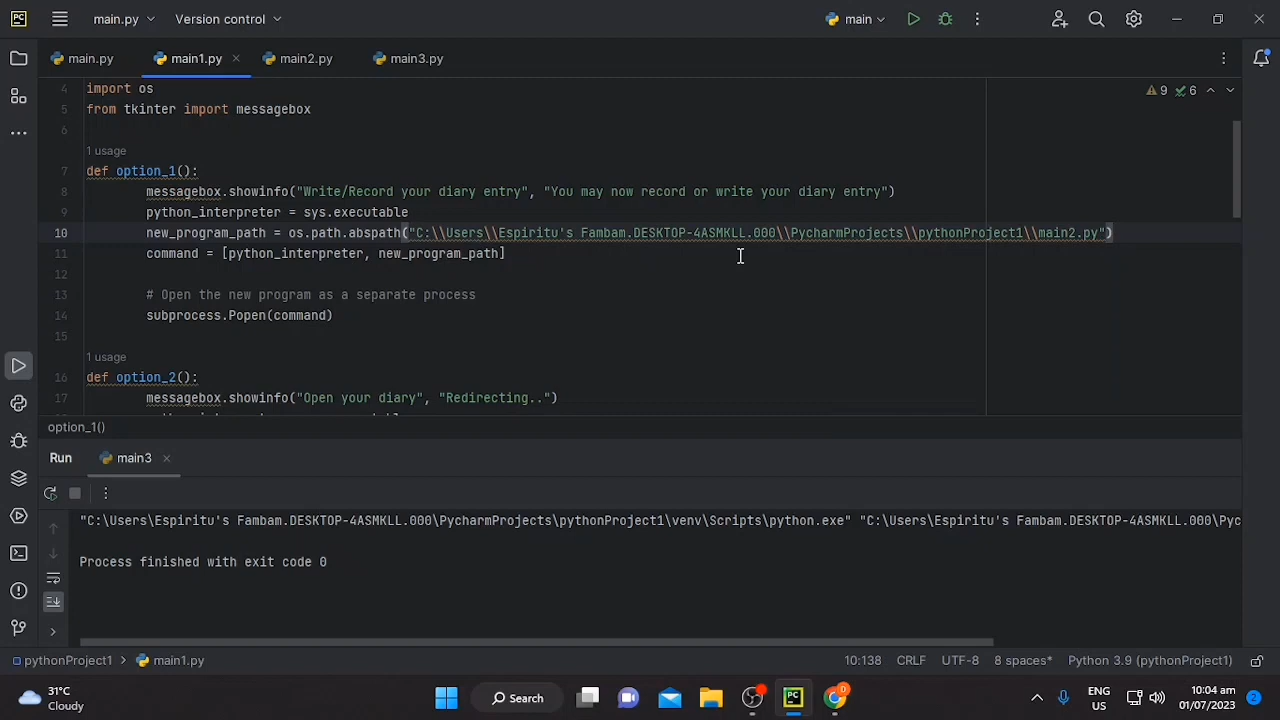 PC main.py Version control main
main.py main1.py main2.py main3.py
9 6
4 import os
5 from tkinter import messagebox
6
1 usage
7 def option_1():
8 messagebox.showinfo("Write/Record your diary entry", "You may now record or write your diary entry")
9 python_interpreter = sys.executable
10 new_program_path = os.path.abspath("C:\\Users\\Espiritu's Fambam.DESKTOP-4ASMKLL.000\\PycharmProjects\\pythonProject1\\main2.py")
11 command = [python_interpreter, new_program_path]
12
13 # Open the new program as a separate process
14 subprocess.Popen(command)
15
1 usage
16 def option_2():
17 messagebox.showinfo("Open your diary", "Redirecting..")
option_1()
Run main3
"C:\Users\Espiritu's Fambam.DESKTOP-4ASMKLL.000\PycharmProjects\pythonProject1\venv\Scripts\python.exe" "C:\Users\Espiritu's Fambam.DESKTOP-4ASMKLL.000\Pyc
Process finished with exit code 0
pythonProject1 > main1.py 10:138 CRLF UTF-8 8 spaces* Python 3.9 (pythonProject1)
31°C
Cloudy
Search
PC
D
ENG
US
10:04 am
01/07/2023
2